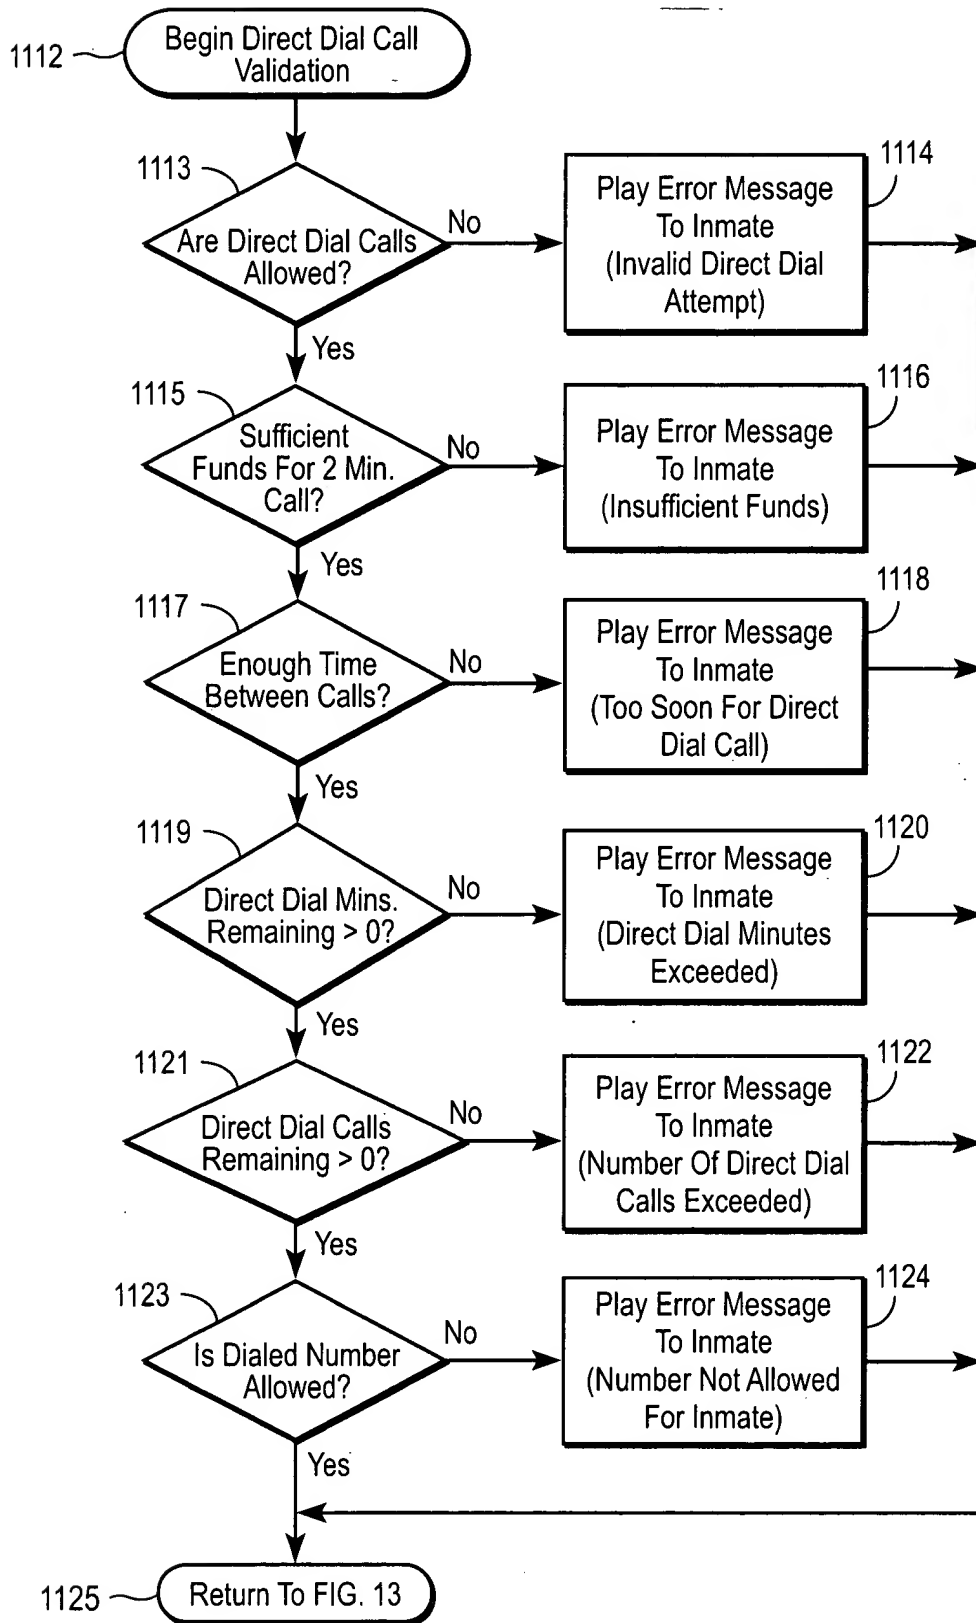 1112
Begin Direct Dial Call
Validation
1113
Are Direct Dial Calls
Allowed?
No
Yes
1114
Play Error Message
To Inmate
(Invalid Direct Dial
Attempt)
1115
Sufficient
Funds For 2 Min.
Call?
No
Yes
1116
Play Error Message
To Inmate
(Insufficient Funds)
1117
Enough Time
Between Calls?
No
Yes
1118
Play Error Message
To Inmate
(Too Soon For Direct
Dial Call)
1119
Direct Dial Mins.
Remaining > 0?
No
Yes
1120
Play Error Message
To Inmate
(Direct Dial Minutes
Exceeded)
1121
Direct Dial Calls
Remaining > 0?
No
Yes
1122
Play Error Message
To Inmate
(Number Of Direct Dial
Calls Exceeded)
1123
Is Dialed Number
Allowed?
No
Yes
1124
Play Error Message
To Inmate
(Number Not Allowed
For Inmate)
1125
Return To FIG. 13